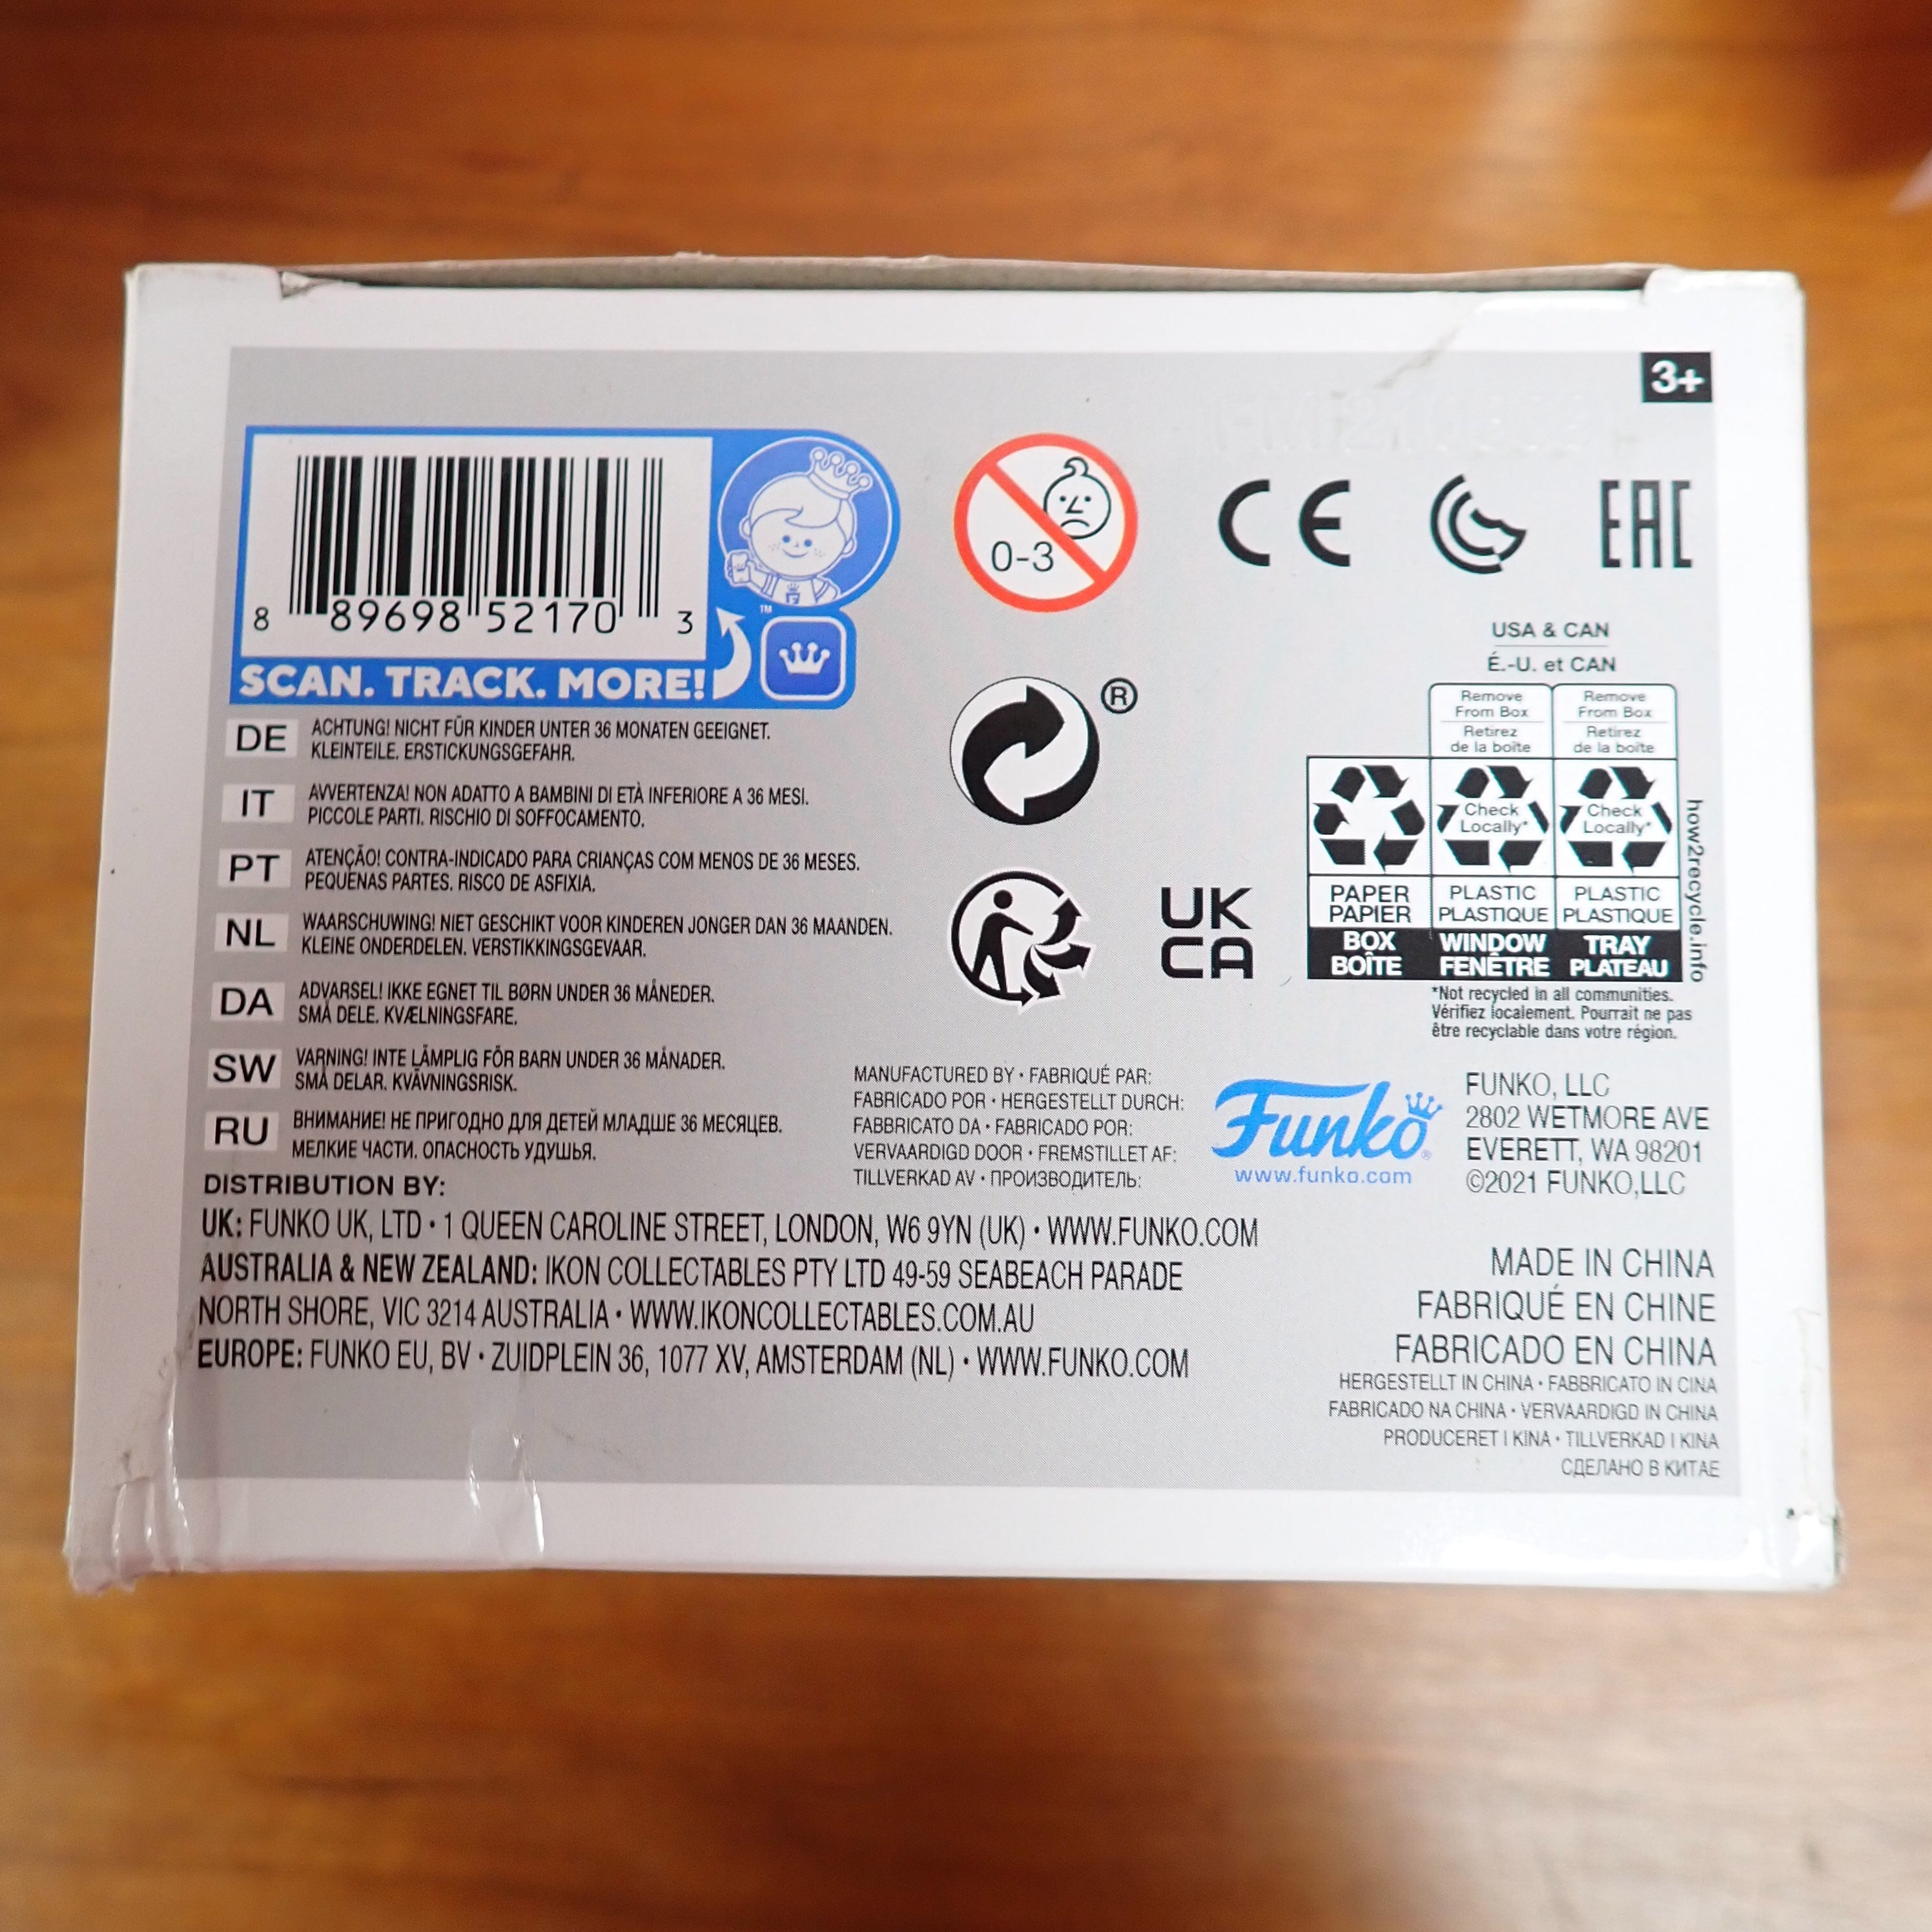 3+
8 89698 52170 3
SCAN. TRACK. MORE!
™
0-3
CE
EAC
®
UK
CA
USA & CAN
É.-U. et CAN
Remove
From Box
Retirez
de la boîte
Remove
From Box
Retirez
de la boîte
Check
Locally*
Check
Locally*
PAPER
PAPIER
PLASTIC
PLASTIQUE
PLASTIC
PLASTIQUE
BOX
BOÎTE
WINDOW
FENÊTRE
TRAY
PLATEAU
how2recycle.info
*Not recycled in all communities.
Vérifiez localement. Pourrait ne pas
être recyclable dans votre région.
DE
ACHTUNG! NICHT FÜR KINDER UNTER 36 MONATEN GEEIGNET.
KLEINTEILE. ERSTICKUNGSGEFAHR.
IT
AVVERTENZA! NON ADATTO A BAMBINI DI ETÀ INFERIORE A 36 MESI.
PICCOLE PARTI. RISCHIO DI SOFFOCAMENTO.
PT
ATENÇÃO! CONTRA-INDICADO PARA CRIANÇAS COM MENOS DE 36 MESES.
PEQUENAS PARTES. RISCO DE ASFIXIA.
NL
WAARSCHUWING! NIET GESCHIKT VOOR KINDEREN JONGER DAN 36 MAANDEN.
KLEINE ONDERDELEN. VERSTIKKINGSGEVAAR.
DA
ADVARSEL! IKKE EGNET TIL BØRN UNDER 36 MÅNEDER.
SMÅ DELE. KVÆLNINGSFARE.
SW
VARNING! INTE LÄMPLIG FÖR BARN UNDER 36 MÅNADER.
SMÅ DELAR. KVÄVNINGSRISK.
RU
ВНИМАНИЕ! НЕ ПРИГОДНО ДЛЯ ДЕТЕЙ МЛАДШЕ 36 МЕСЯЦЕВ.
МЕЛКИЕ ЧАСТИ. ОПАСНОСТЬ УДУШЬЯ.
MANUFACTURED BY • FABRIQUÉ PAR:
FABRICADO POR • HERGESTELLT DURCH:
FABBRICATO DA • FABRICADO POR:
VERVAARDIGD DOOR • FREMSTILLET AF:
TILLVERKAD AV • ПРОИЗВОДИТЕЛЬ:
Funko®
www.funko.com
FUNKO, LLC
2802 WETMORE AVE
EVERETT, WA 98201
©2021 FUNKO,LLC
DISTRIBUTION BY:
UK: FUNKO UK, LTD • 1 QUEEN CAROLINE STREET, LONDON, W6 9YN (UK) • WWW.FUNKO.COM
AUSTRALIA & NEW ZEALAND: IKON COLLECTABLES PTY LTD 49-59 SEABEACH PARADE
NORTH SHORE, VIC 3214 AUSTRALIA • WWW.IKONCOLLECTABLES.COM.AU
EUROPE: FUNKO EU, BV • ZUIDPLEIN 36, 1077 XV, AMSTERDAM (NL) • WWW.FUNKO.COM
MADE IN CHINA
FABRIQUÉ EN CHINE
FABRICADO EN CHINA
HERGESTELLT IN CHINA • FABBRICATO IN CINA
FABRICADO NA CHINA • VERVAARDIGD IN CHINA
PRODUCERET I KINA • TILLVERKAD I KINA
СДЕЛАНО В КИТАЕ